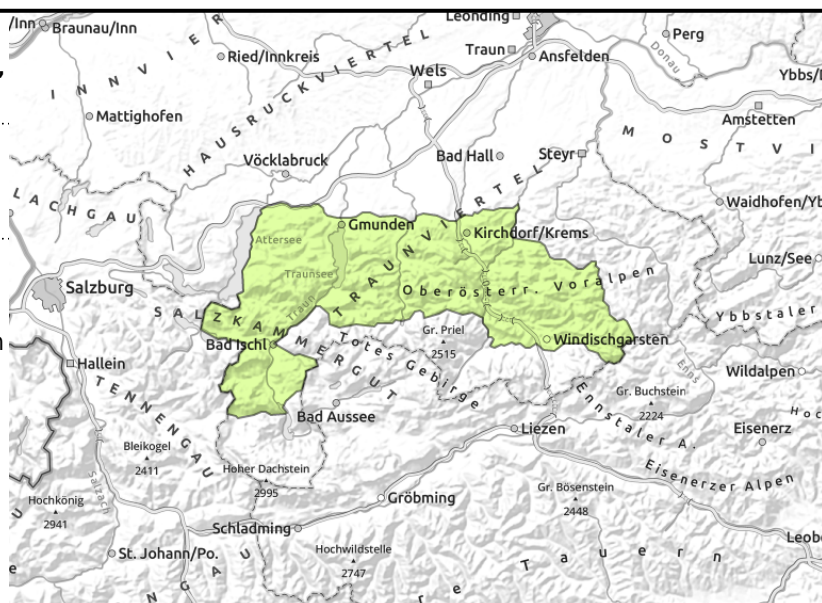 /Inn
Braunau/Inn
Leonding
Perg
Traun
Ansfelden
Donau
Ried/Innkreis
INNVIER
HAUSRUCKVIERTEL
Wels
Ybbs/
Mattighofen
Amstetten
MOSTVI
Vöcklabruck
Bad Hall
Steyr
LACHGAU
Waidhofen/Yb
Attersee
Gmunden
TRAUNVIERTEL
Kirchdorf/Krems
Lunz/See
Salzburg
Traunsee
Oberösterr. Voralpen
Traun
SALZKAMMERGUT
Ybbstaler
Bad Ischl
Totes Gebirge
Gr. Priel
2515
Windischgarsten
Hallein
Enns
Wildalpen
TENNENGAU
Gr. Buchstein
2224
Bad Aussee
Ennstaler A.
Hoc
Liezen
Eisenerz
Bleikogel
2411
Eisenerzer Alpen
Hoher Dachstein
2995
Salzach
Hochkönig
2941
Gröbming
Gr. Bösenstein
2448
Schladming
Leob
St. Johann/Po.
Hochwildstelle
2747
NGAU
re Tauern